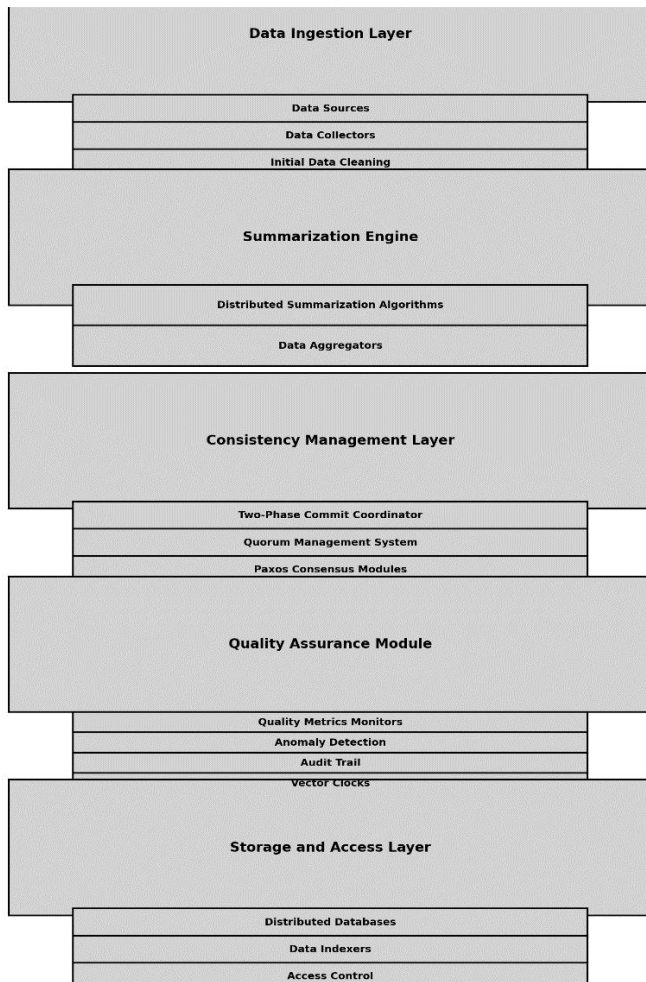 Data Ingestion Layer
Data Sources
Data Collectors
Initial Data Cleaning
Summarization Engine
Distributed Summarization Algorithms
Data Aggregators
Consistency Management Layer
Two-Phase Commit Coordinator
Quorum Management System
Paxos Consensus Modules
Quality Assurance Module
Quality Metrics Monitors
Anomaly Detection
Audit Trail
Vector Clocks
Storage and Access Layer
Distributed Databases
Data Indexers
Access Control